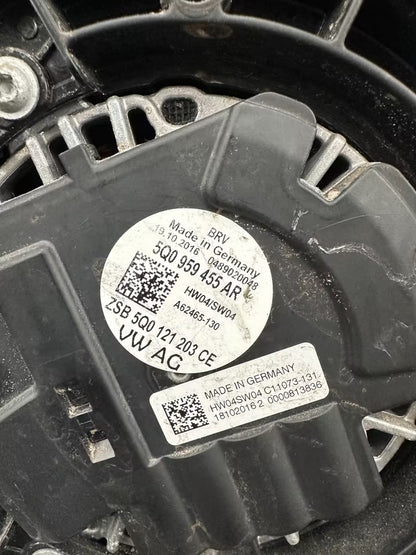 BRV
Made in Germany
19.10.2016 0489020048
5Q0 959 455 AR
HW04/SW04
A62465-130
ZSB 5Q0 121 203 CE
VW AG
MADE IN GERMANY
HW04SW04 C11073-131.
18102016 2 0000813836